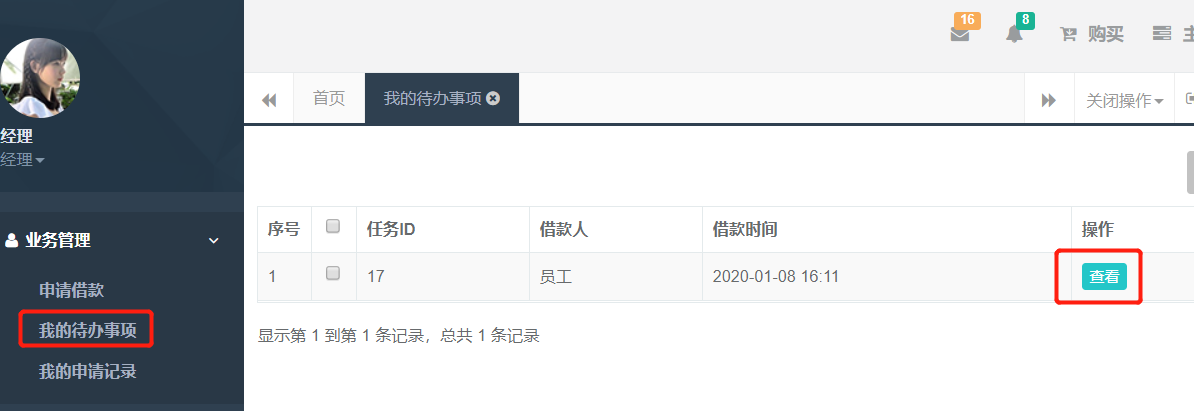 16
8
购买
主
首页
我的待办事项
关闭操作
经理
经理
业务管理
申请借款
我的待办事项
我的申请记录
序号 任务ID 借款人 借款时间 操作
1 17 员工 2020-01-08 16:11 查看
显示第 1 到第 1 条记录，总共 1 条记录